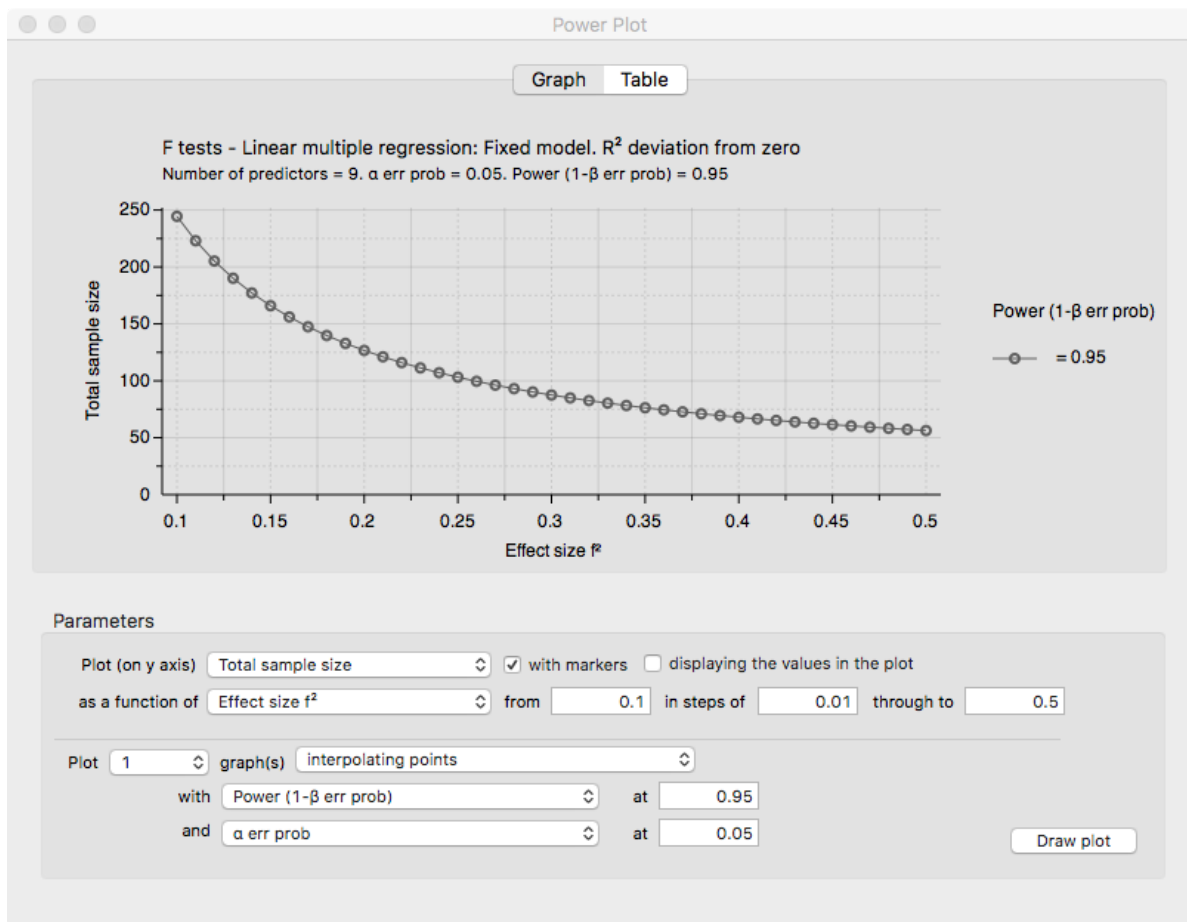 Power Plot
Graph Table
F tests - Linear multiple regression: Fixed model. R² deviation from zero
Number of predictors = 9. α err prob = 0.05. Power (1-β err prob) = 0.95
250
200
150
100
50
0
Total sample size
0.1 0.15 0.2 0.25 0.3 0.35 0.4 0.45 0.5
Effect size f²
Power (1-β err prob)
= 0.95
Parameters
Plot (on y axis) Total sample size with markers displaying the values in the plot
as a function of Effect size f² from 0.1 in steps of 0.01 through to 0.5
Plot 1 graph(s) interpolating points
with Power (1-β err prob) at 0.95
and α err prob at 0.05
Draw plot